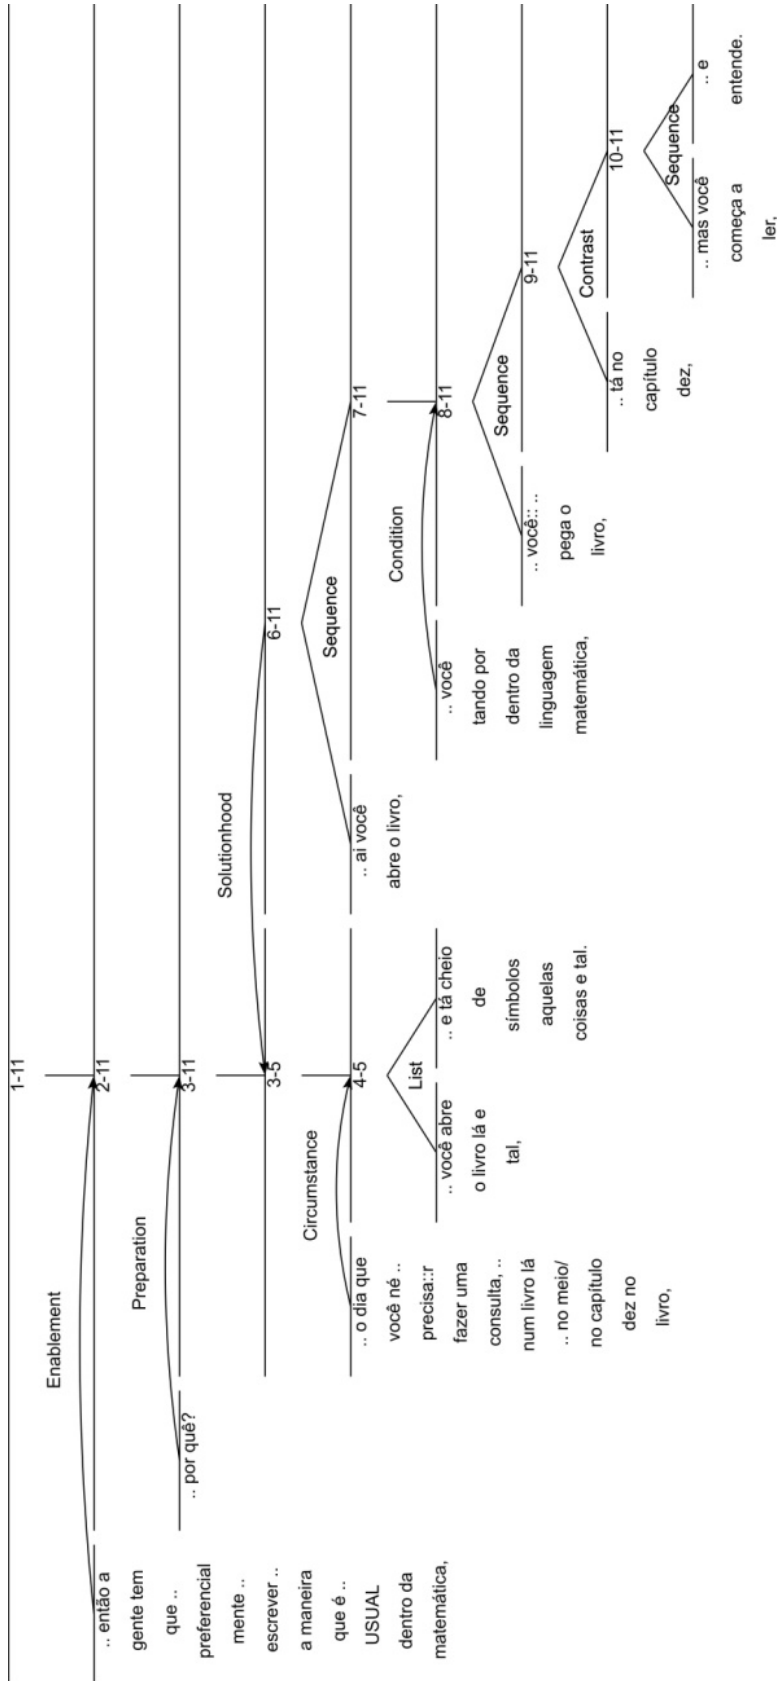 1-11
Enablement
.. então a
gente tem
que ..
preferencial
mente ..
escrever ..
a maneira
que é ..
USUAL
dentro da
matemática,
2-11
Preparation
.. por quê?
3-11
Solutionhood
3-5
6-11
Circumstance
.. o dia que
você né ..
precisa::r
fazer uma
consulta, ..
num livro lá
.. no meio/
no capítulo
dez no
livro,
4-5
List
.. você abre
o livro lá e
tal,
.. e tá cheio
de
símbolos
aquelas
coisas e tal.
Sequence
.. ai você
abre o livro,
7-11
Condition
.. você
tando por
dentro da
linguagem
matemática,
8-11
Sequence
.. você:: ..
pega o
livro,
9-11
Contrast
.. tá no
capítulo
dez,
10-11
Sequence
.. mas você
começa a
ler,
.. e
entende.